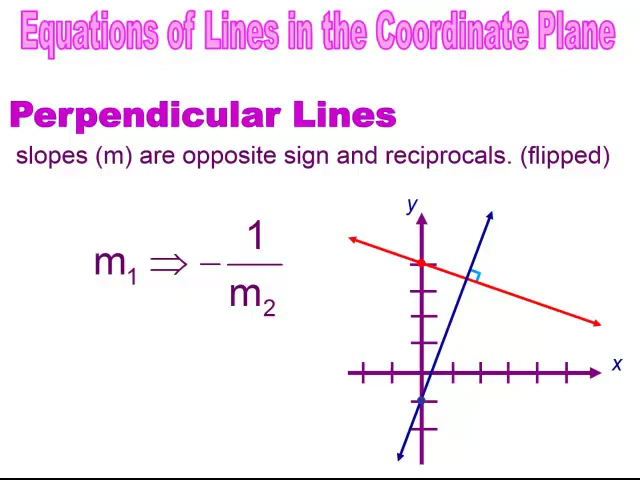 Equations of Lines in the Coordinate Plane
Perpendicular Lines
slopes (m) are opposite sign and reciprocals. (flipped)
m₁ ⇒ − 1/m₂
y
x